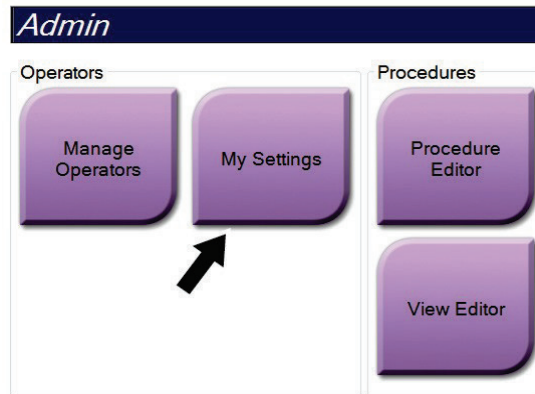 Admin
Operators
Procedures
Manage
Operators
My Settings
Procedure
Editor
View Editor